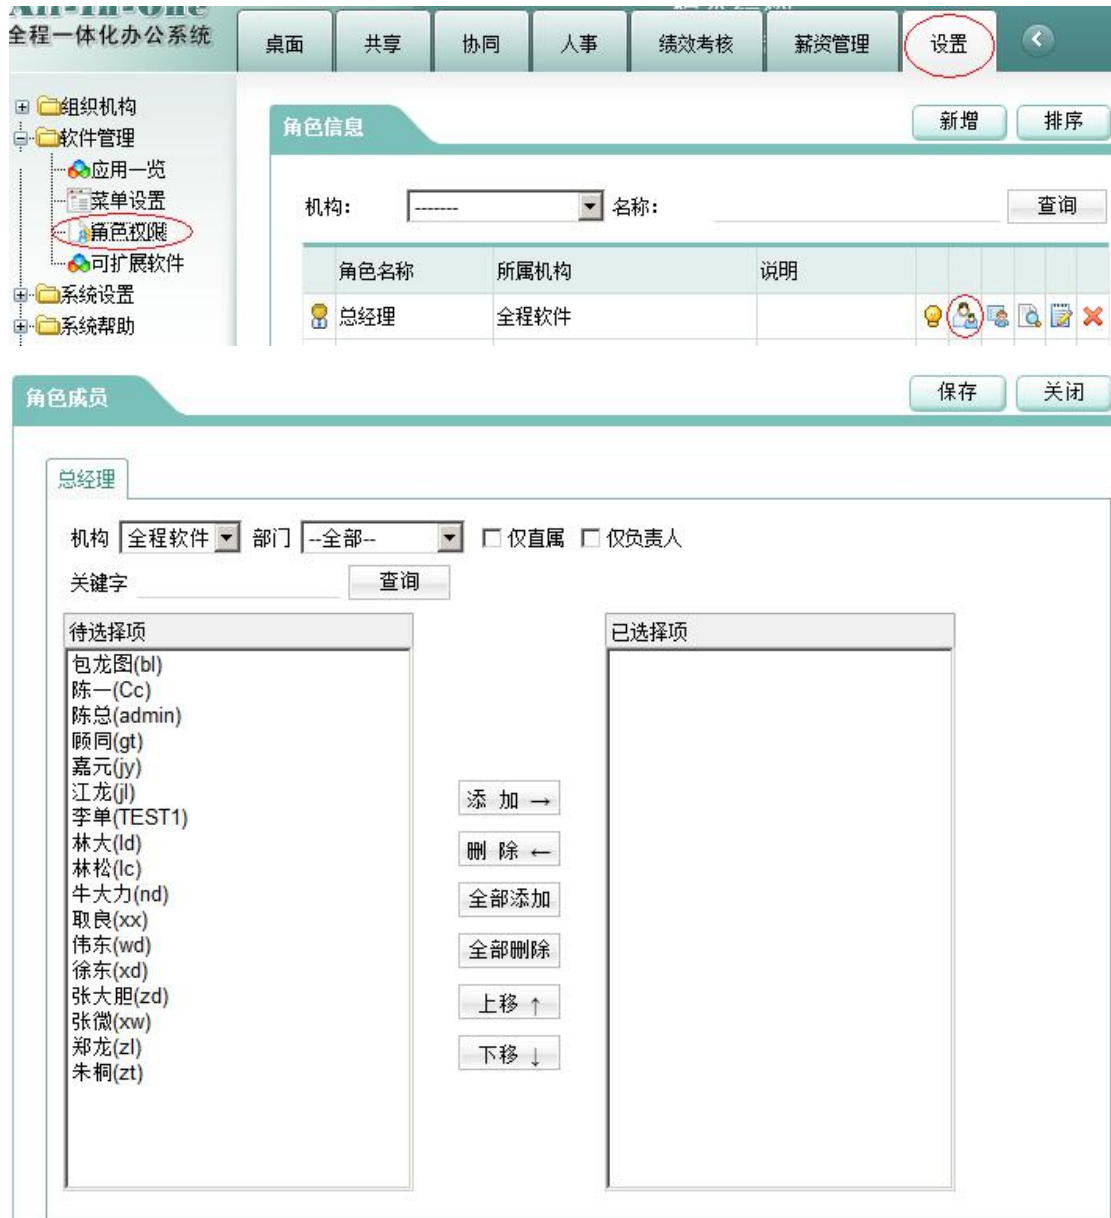 All-In-One
全程一体化办公系统
桌面 共享 协同 人事 绩效考核 薪资管理 设置
组织机构
软件管理
应用一览
菜单设置
角色权限
可扩展软件
系统设置
系统帮助
角色信息 新增 排序
机构: ------- 名称: 查询
角色名称 所属机构 说明
总经理 全程软件
角色成员 保存 关闭
总经理
机构 全程软件 部门 --全部-- 仅直属 仅负责人
关键字 查询
待选择项
包龙图(bl)
陈一(Cc)
陈总(admin)
顾同(gt)
嘉元(jy)
江龙(jl)
李单(TEST1)
林大(ld)
林松(lc)
牛大力(nd)
取良(xx)
伟东(wd)
徐东(xd)
张大胆(zd)
张微(xw)
郑龙(zl)
朱桐(zt)
添 加 →
删 除 ←
全部添加
全部删除
上移 ↑
下移 ↓
已选择项